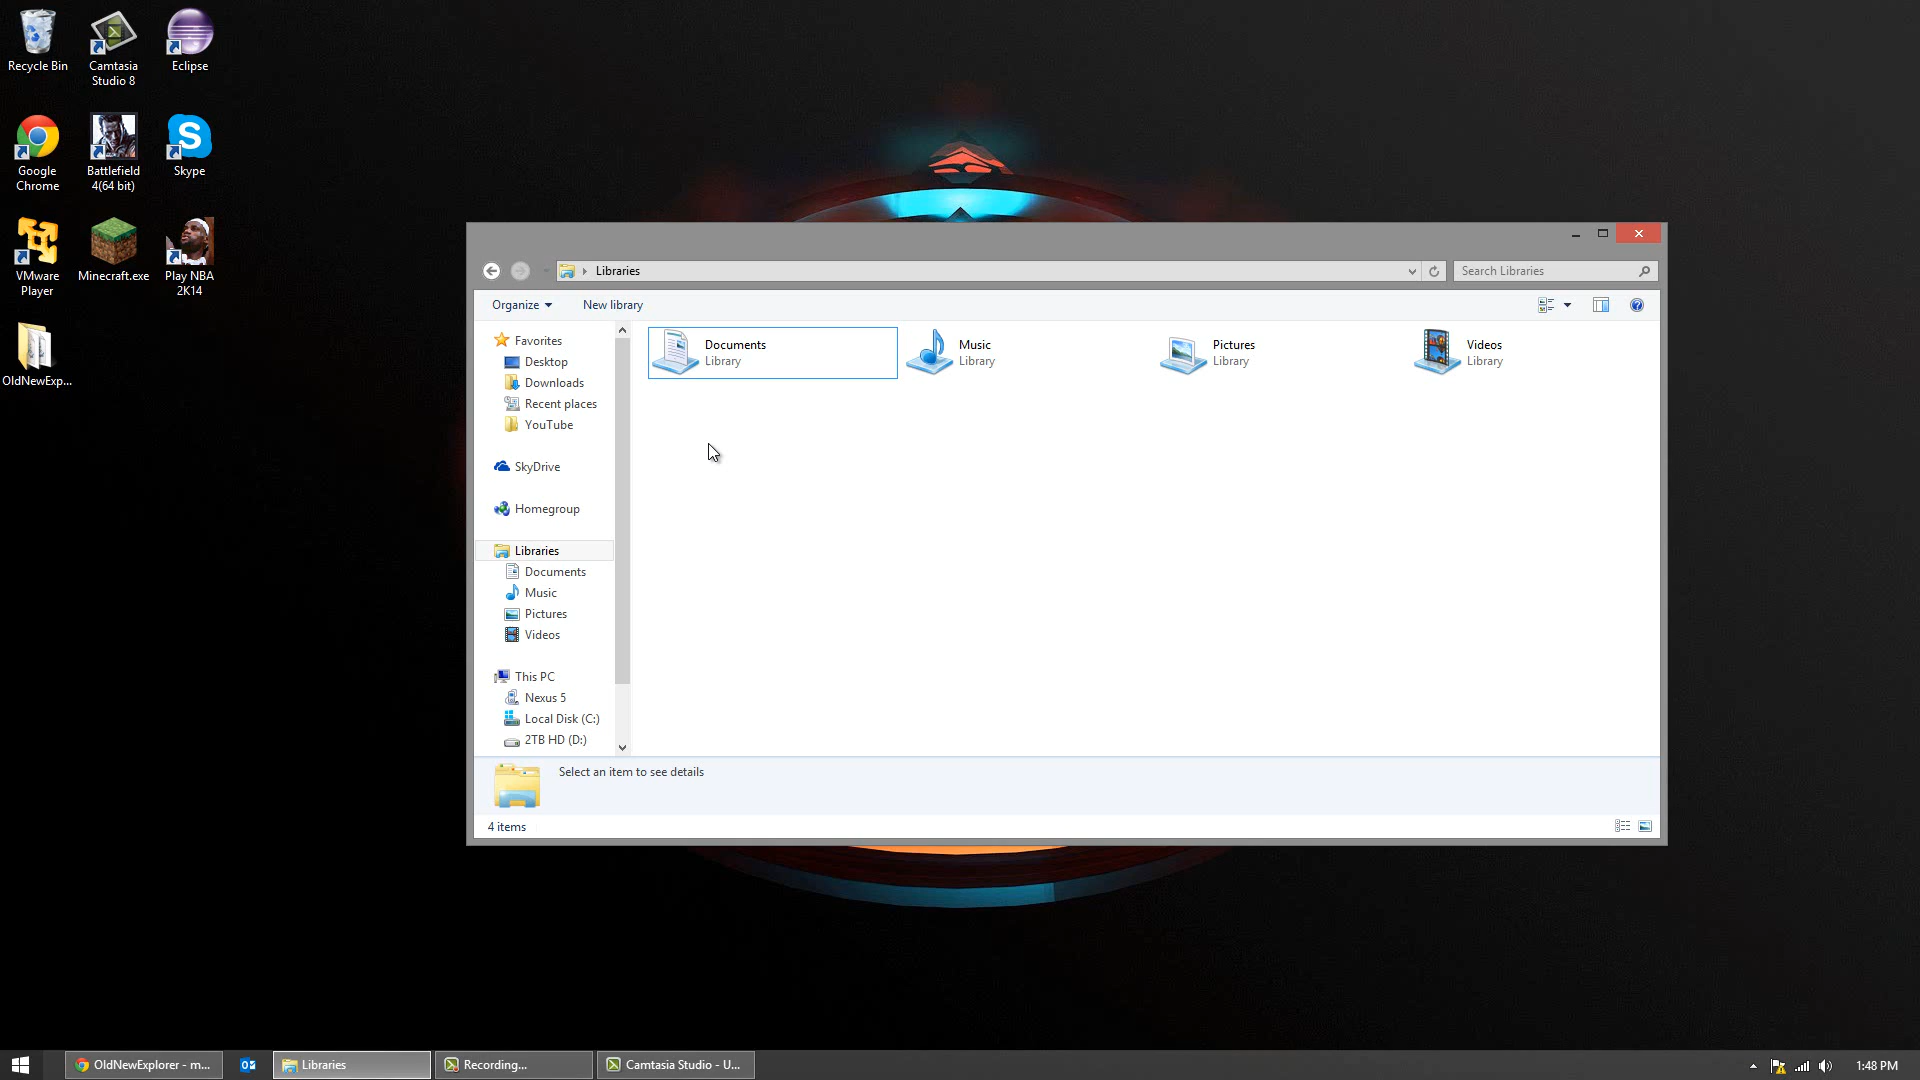 Recycle Bin
Camtasia
Studio 8
Eclipse
Google
Chrome
Battlefield
4(64 bit)
Skype
VMware
Player
Minecraft.exe
Play NBA
2K14
OldNewExp...
Libraries
Search Libraries
Organize
New library
Favorites
Desktop
Downloads
Recent places
YouTube
SkyDrive
Homegroup
Libraries
Documents
Music
Pictures
Videos
This PC
Nexus 5
Local Disk (C:)
2TB HD (D:)
Documents
Library
Music
Library
Pictures
Library
Videos
Library
Select an item to see details
4 items
OldNewExplorer - m...
Libraries
Recording...
Camtasia Studio - U...
1:48 PM